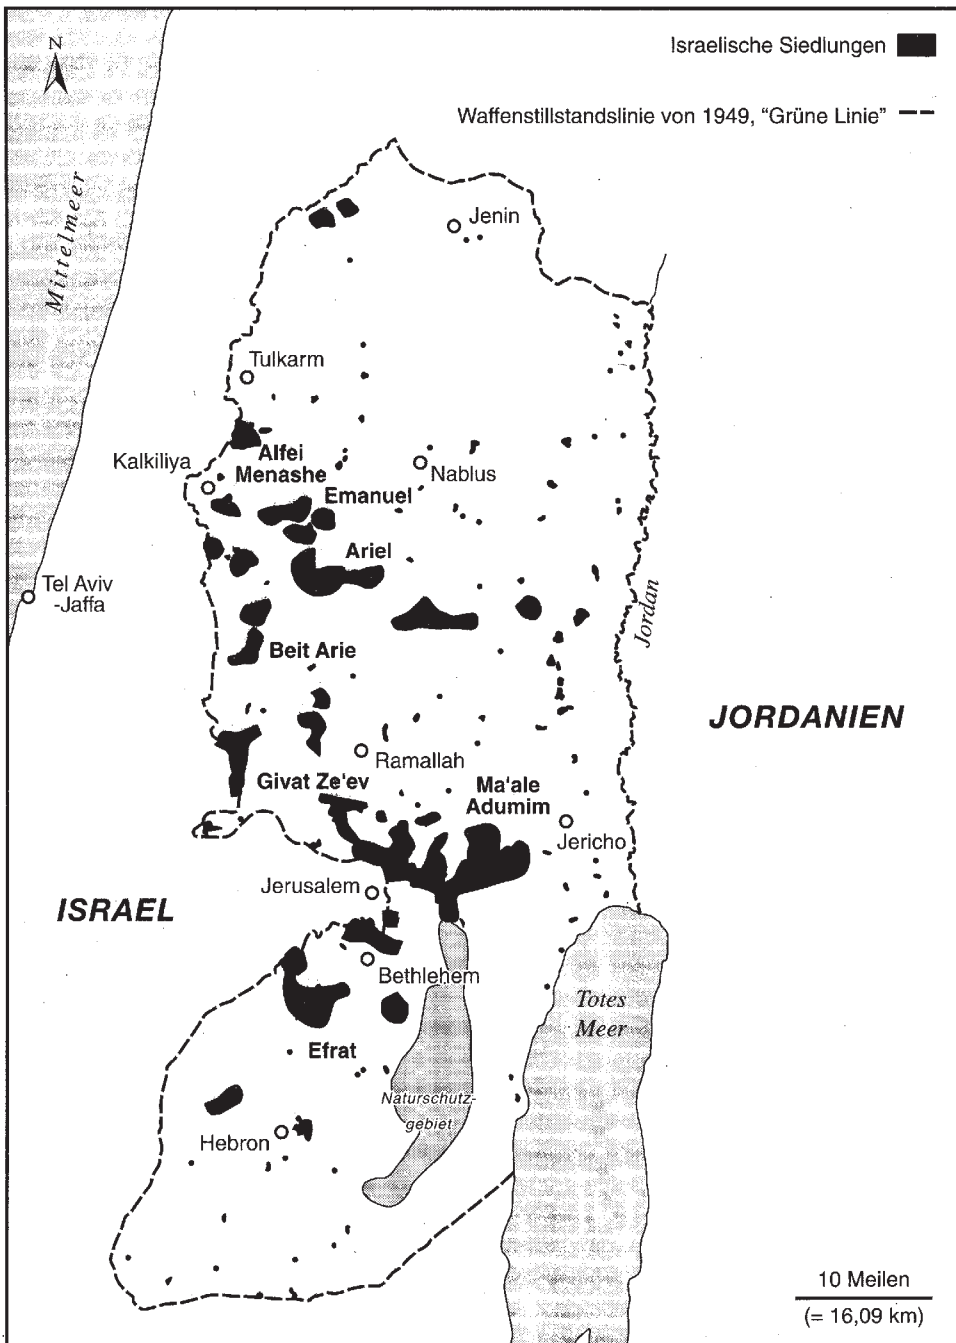 N
Israelische Siedlungen
Waffenstillstandslinie von 1949, "Grüne Linie"
Mittelmeer
Jenin
Tulkarm
Kalkiliya
Alfei
Menashe
Nablus
Emanuel
Ariel
Tel Aviv
-Jaffa
Jordan
Beit Arie
JORDANIEN
Ramallah
Givat Ze'ev
Ma'ale
Adumim
Jericho
Jerusalem
ISRAEL
Bethlehem
Totes
Meer
Efrat
Naturschutz-
gebiet
Hebron
10 Meilen
(= 16,09 km)